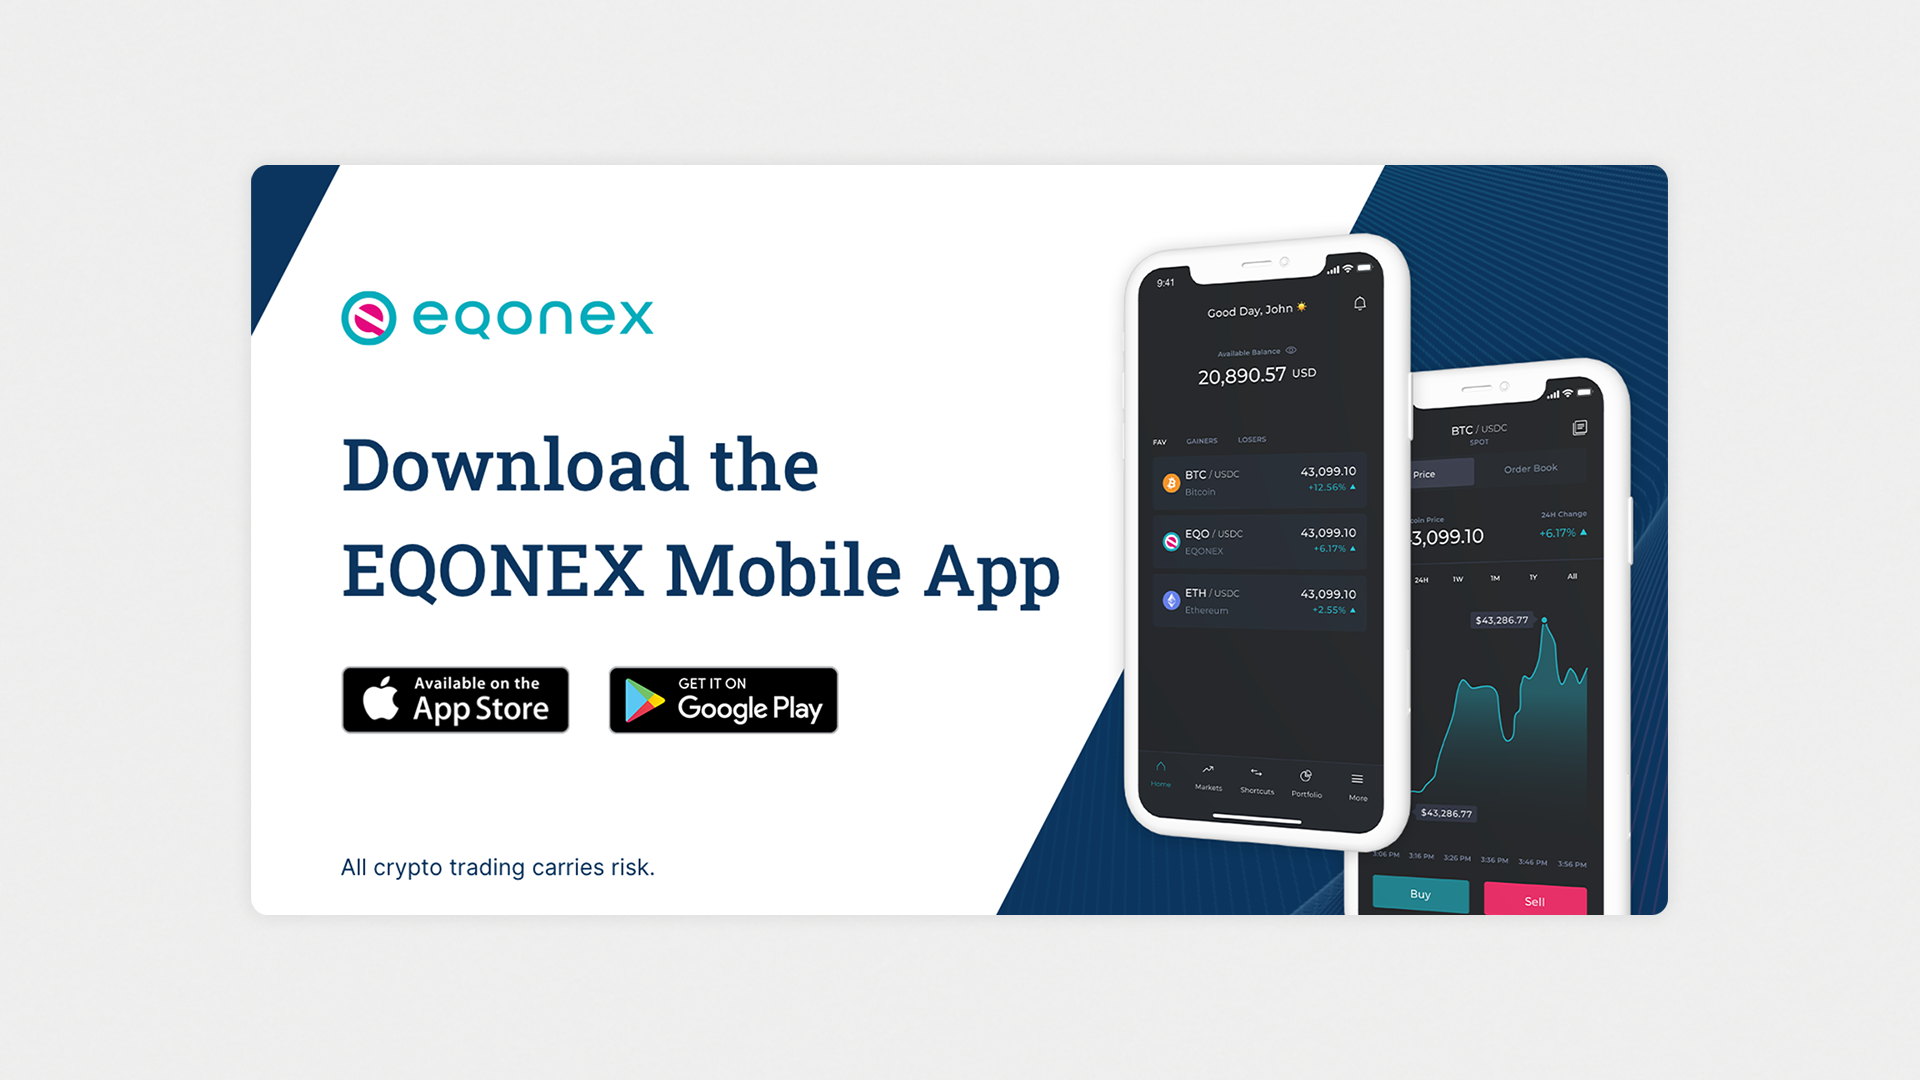 eqonex
Download the
EQONEX Mobile App
Available on the
App Store
GET IT ON
Google Play
All crypto trading carries risk.
9:41
Good Day, John
Available Balance
20,890.57 USD
FAV GAINERS LOSERS
BTC / USDC 43,099.10
Bitcoin +12.56% ▲
EQO / USDC 43,099.10
EQONEX +6.17% ▲
ETH / USDC 43,099.10
Ethereum +2.55% ▲
Home Markets Shortcuts Portfolio More
BTC / USDC
SPOT
Price Order Book
coin Price 24H Change
3,099.10 +6.17% ▲
24H 1W 1M 1Y All
$43,286.77
$43,286.77
3:06 PM 3:16 PM 3:26 PM 3:36 PM 3:46 PM 3:56 PM
Buy Sell